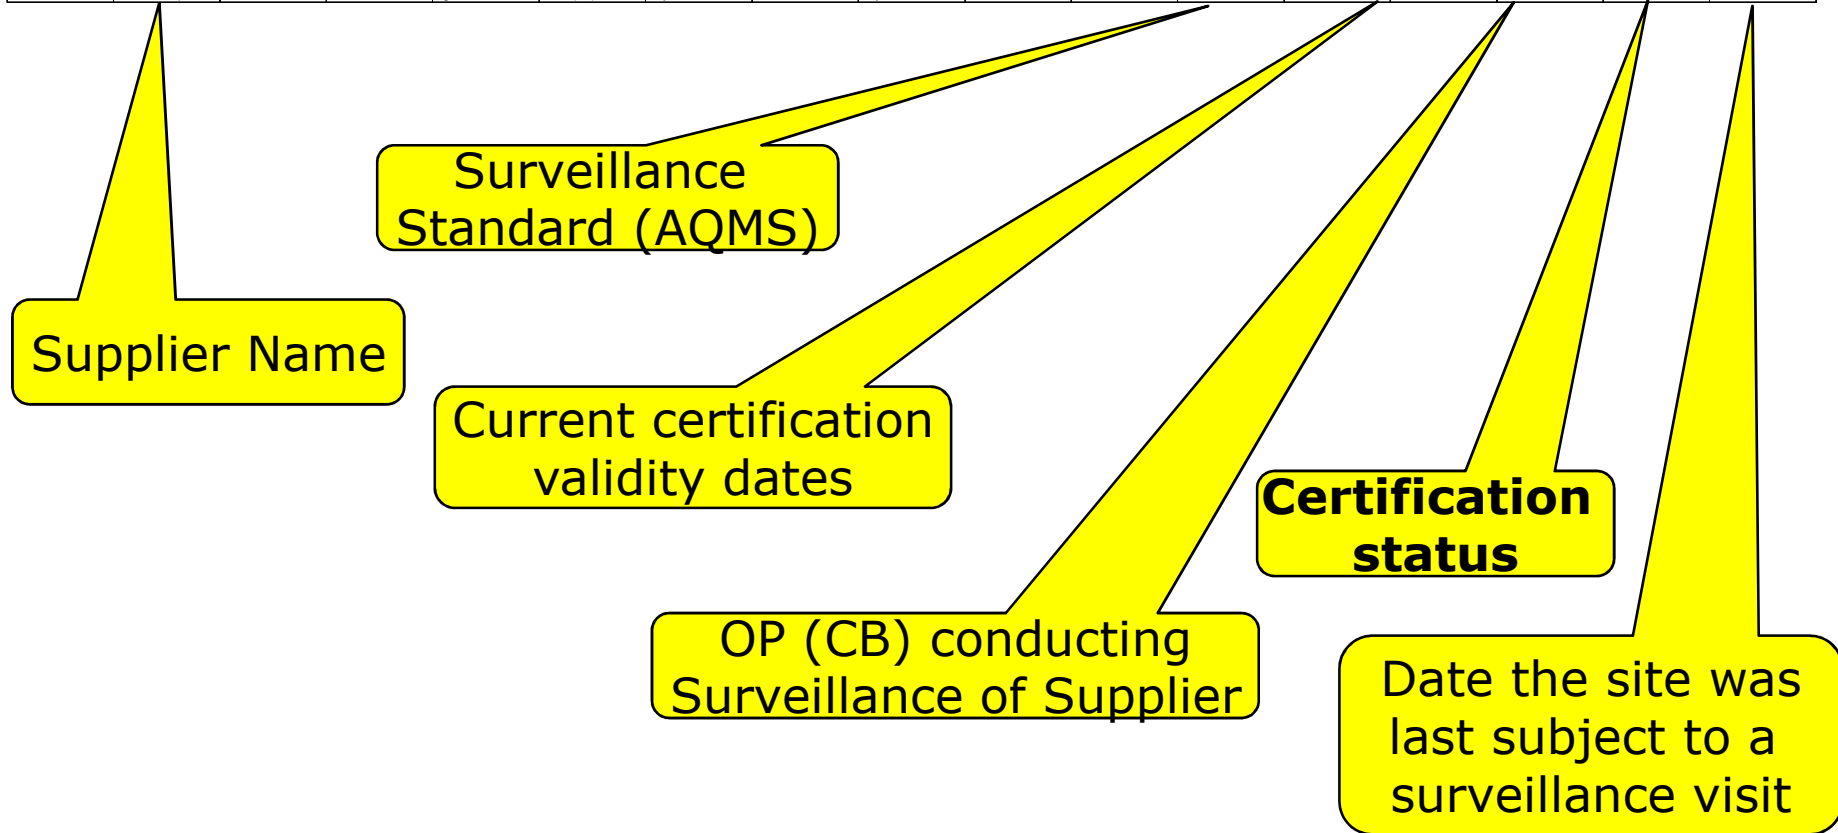 Surveillance
Standard (AQMS)
Supplier Name
Current certification
validity dates
Certification
status
OP (CB) conducting
Surveillance of Supplier
Date the site was
last subject to a
surveillance visit